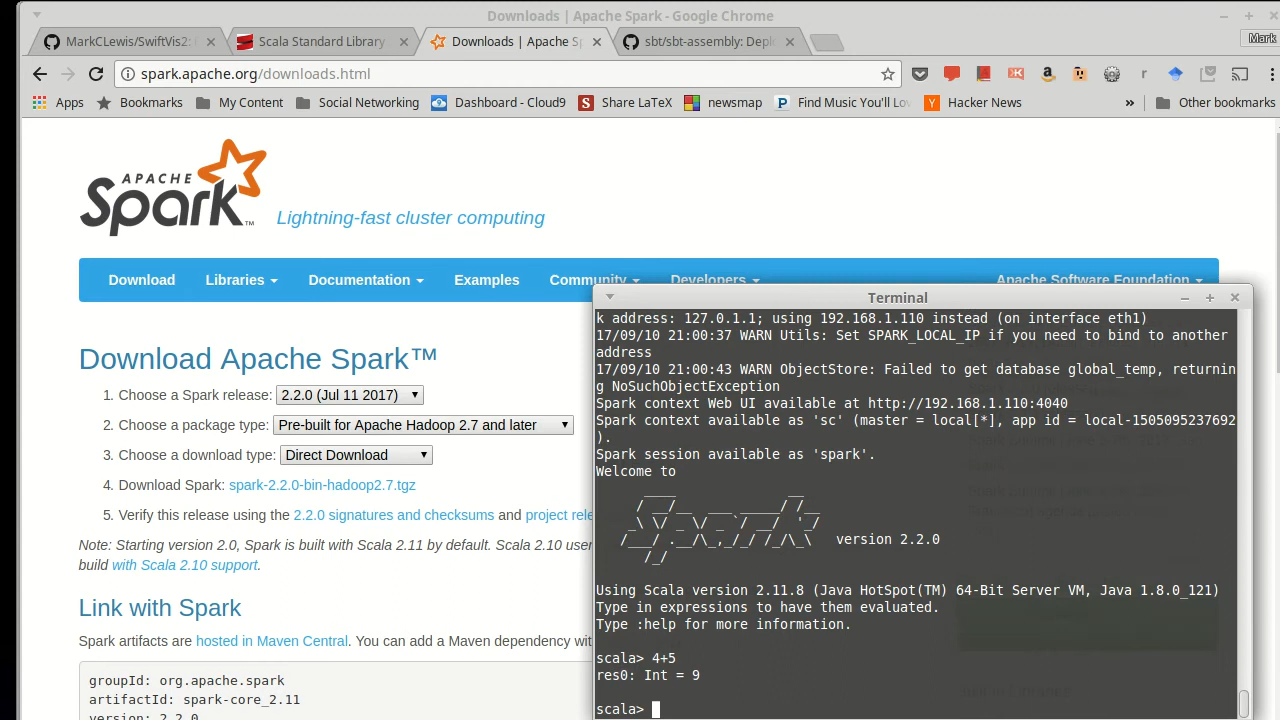 Downloads | Apache Spark - Google Chrome
MarkCLewis/SwiftVis2:
Scala Standard Library
Downloads | Apache Sp
sbt/sbt-assembly: Deplo
Mark
spark.apache.org/downloads.html
Apps
Bookmarks
My Content
Social Networking
Dashboard - Cloud9
Share LaTeX
newsmap
Find Music You'll Lov
Hacker News
»
Other bookmarks
APACHE
Spark™
Lightning-fast cluster computing
Download
Libraries
Documentation
Examples
Community
Developers
Apache Software Foundation
Download Apache Spark™
1. Choose a Spark release: 2.2.0 (Jul 11 2017)
2. Choose a package type: Pre-built for Apache Hadoop 2.7 and later
3. Choose a download type: Direct Download
4. Download Spark: spark-2.2.0-bin-hadoop2.7.tgz
5. Verify this release using the 2.2.0 signatures and checksums and project rele
Note: Starting version 2.0, Spark is built with Scala 2.11 by default. Scala 2.10 user
build with Scala 2.10 support.
Link with Spark
Spark artifacts are hosted in Maven Central. You can add a Maven dependency wit
groupId: org.apache.spark
artifactId: spark-core_2.11
version: 2.2.0
Terminal
k address: 127.0.1.1; using 192.168.1.110 instead (on interface eth1)
17/09/10 21:00:37 WARN Utils: Set SPARK_LOCAL_IP if you need to bind to another
address
17/09/10 21:00:43 WARN ObjectStore: Failed to get database global_temp, returnin
g NoSuchObjectException
Spark context Web UI available at http://192.168.1.110:4040
Spark context available as 'sc' (master = local[*], app id = local-1505095237692
).
Spark session available as 'spark'.
Welcome to
version 2.2.0
Using Scala version 2.11.8 (Java HotSpot(TM) 64-Bit Server VM, Java 1.8.0_121)
Type in expressions to have them evaluated.
Type :help for more information.
scala> 4+5
res0: Int = 9
scala>